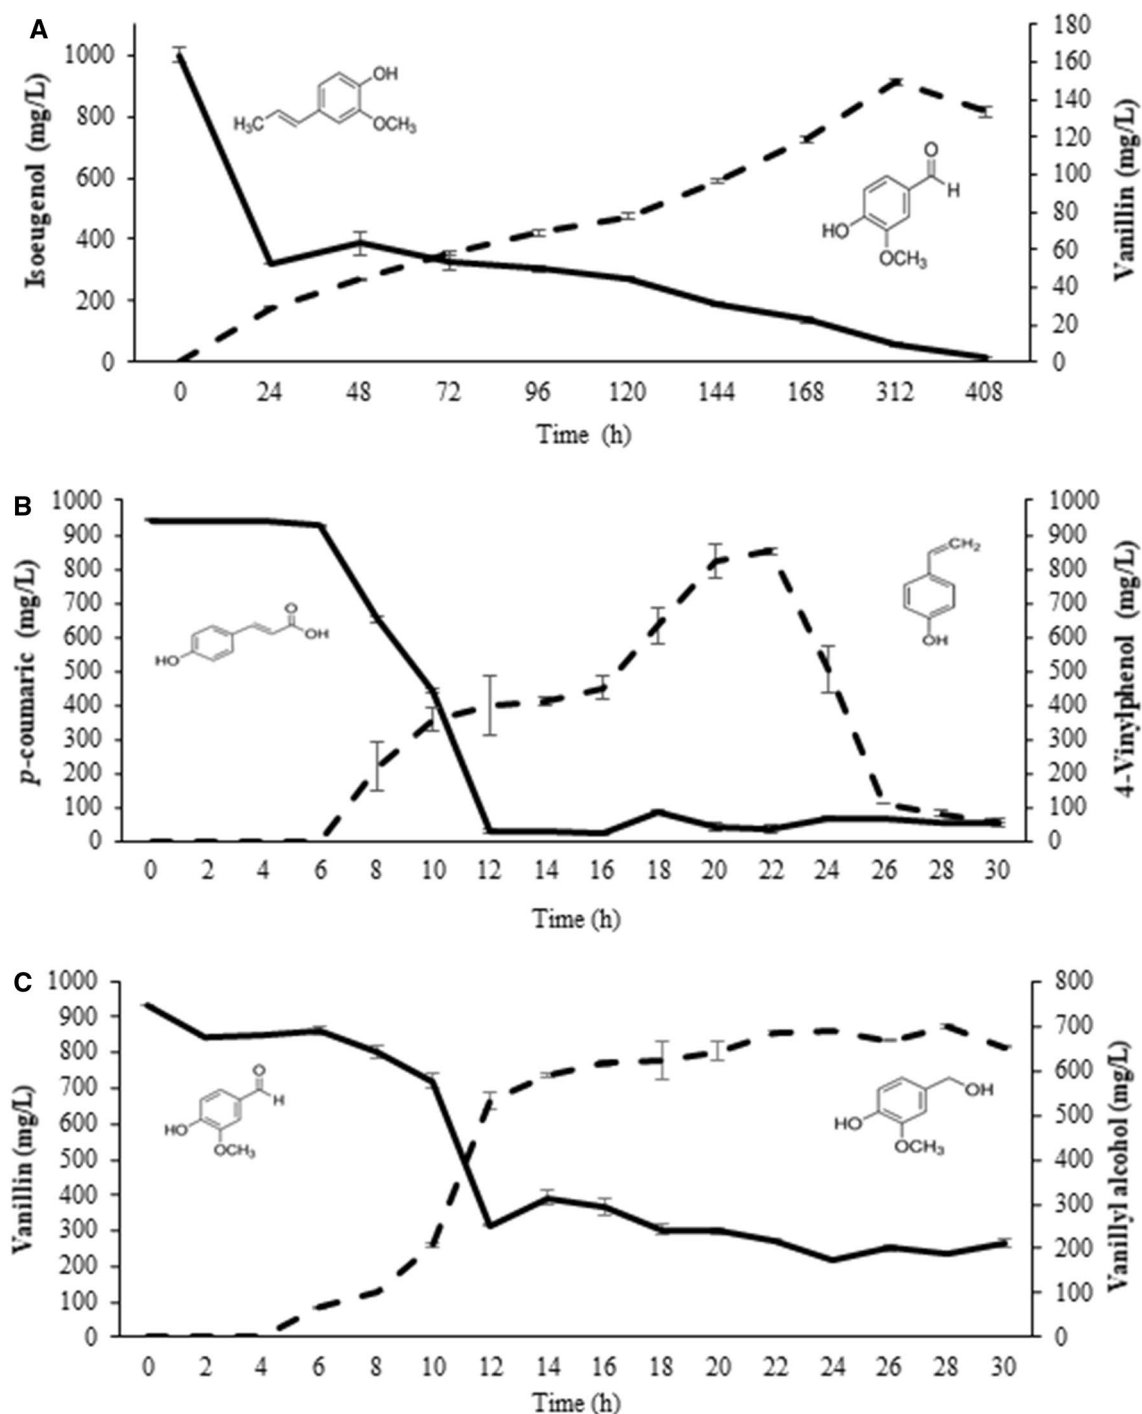 A
Isoeugenol (mg/L)
1000
800
600
400
200
0
180
160
140
120
100
80
60
40
20
0
Vanillin (mg/L)
OH
H₃C
OCH₃
O
H
HO
OCH₃
0 24 48 72 96 120 144 168 312 408
Time (h)
B
p-coumaric (mg/L)
1000
900
800
700
600
500
400
300
200
100
0
1000
900
800
700
600
500
400
300
200
100
0
4-Vinylphenol (mg/L)
O
OH
HO
CH₂
OH
0 2 4 6 8 10 12 14 16 18 20 22 24 26 28 30
Time (h)
C
Vanillin (mg/L)
1000
900
800
700
600
500
400
300
200
100
0
800
700
600
500
400
300
200
100
0
Vanillyl alcohol (mg/L)
O
H
HO
OCH₃
OH
HO
OCH₃
0 2 4 6 8 10 12 14 16 18 20 22 24 26 28 30
Time (h)